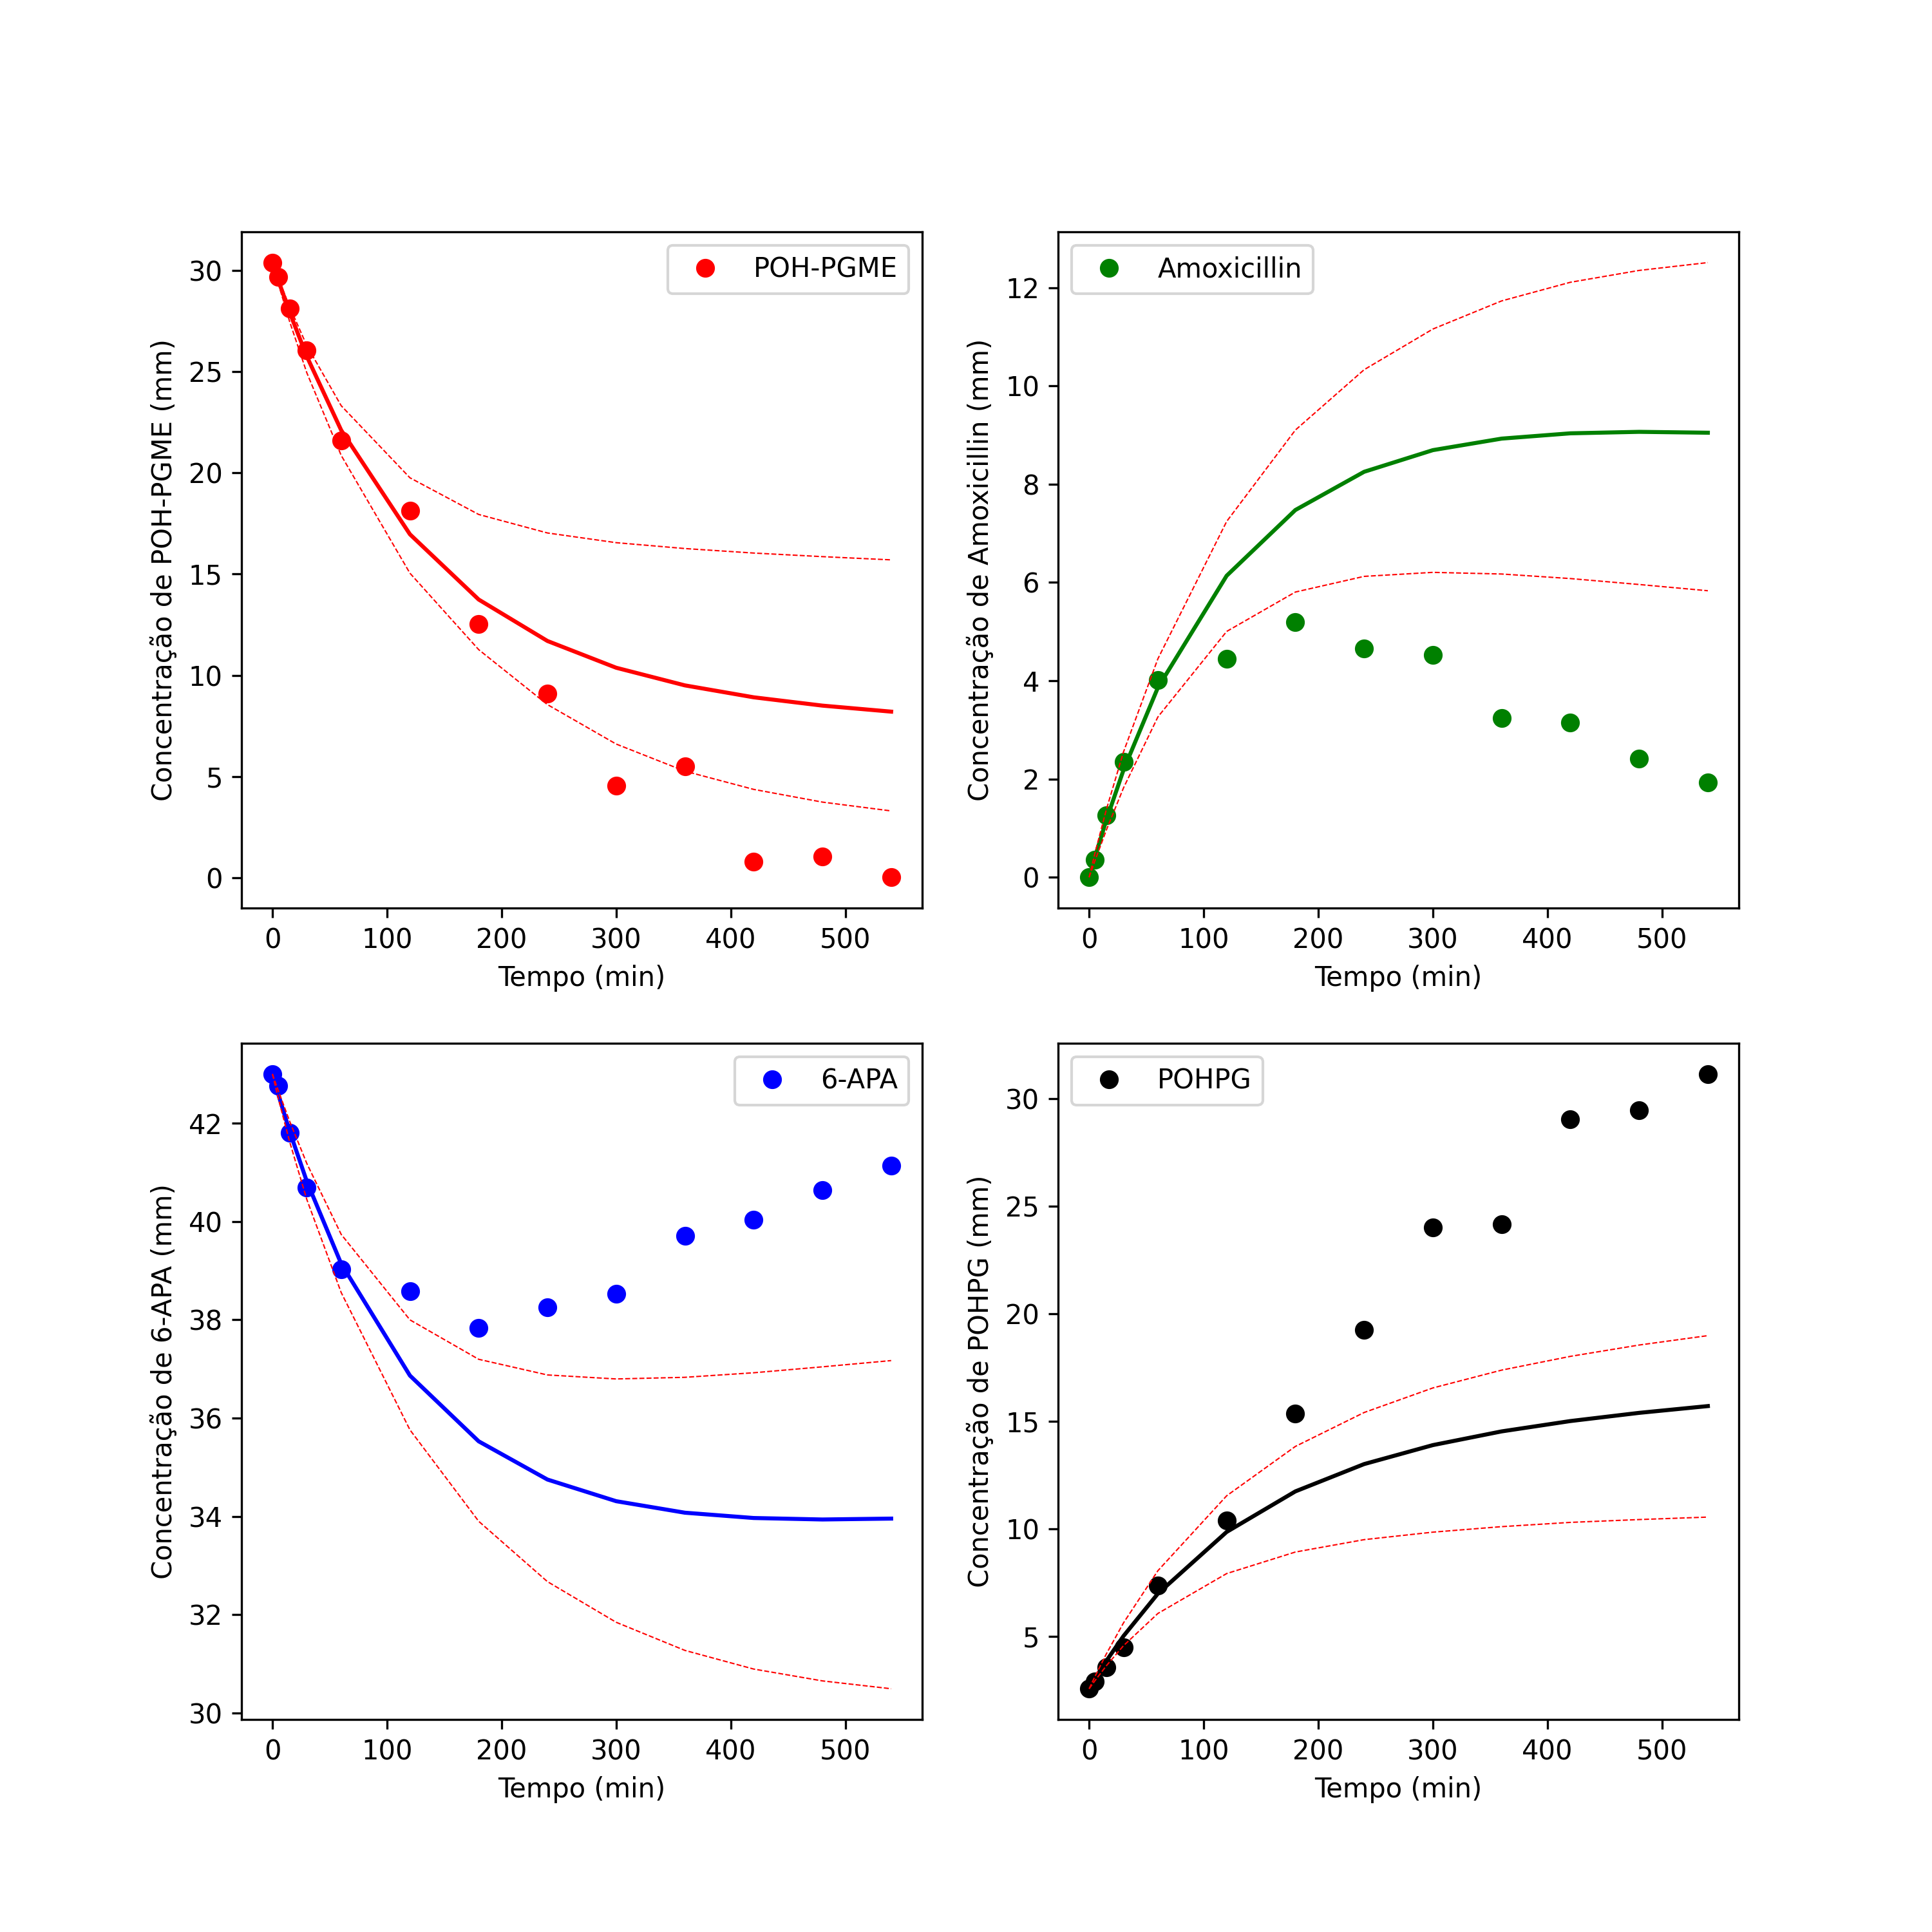 POH-PGME
Concentração de POH-PGME (mm)
30
25
20
15
10
5
0
0 100 200 300 400 500
Tempo (min)
Amoxicillin
Concentração de Amoxicillin (mm)
12
10
8
6
4
2
0
0 100 200 300 400 500
Tempo (min)
6-APA
Concentração de 6-APA (mm)
42
40
38
36
34
32
30
0 100 200 300 400 500
Tempo (min)
POHPG
Concentração de POHPG (mm)
30
25
20
15
10
5
0 100 200 300 400 500
Tempo (min)